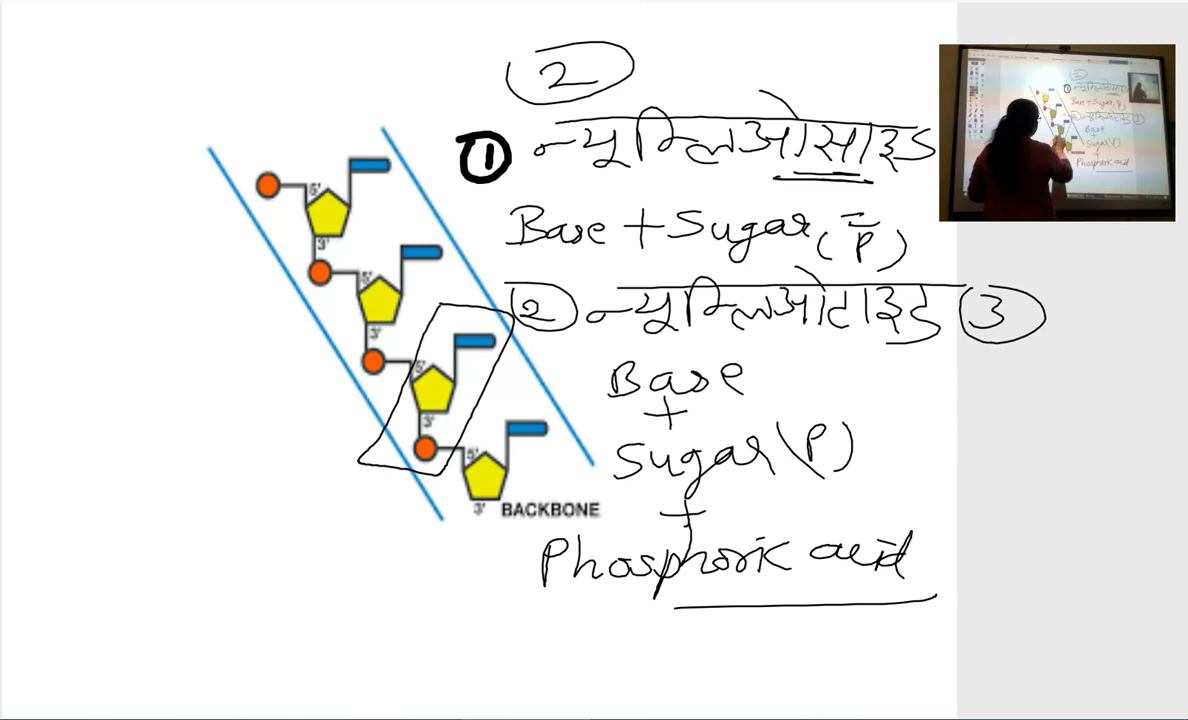 2
① न्यूक्लिओसाइड
Base + Sugar (P)
② न्यूक्लिओटाइड ③
Base
+
Sugar (P)
+
Phosphoric acid
5'
3'
5'
3'
5'
3'
5'
3' BACKBONE